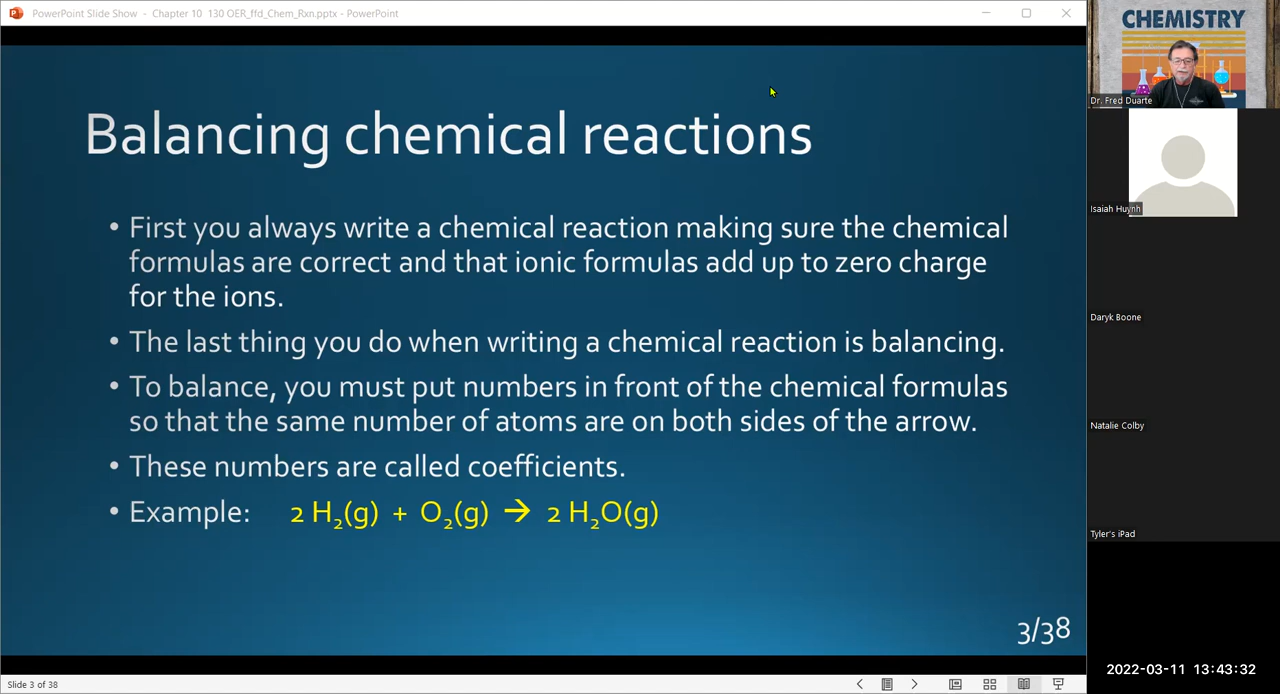 PowerPoint Slide Show - Chapter 10 130 OER_ffd_Chem_Rxn.pptx - PowerPoint
Balancing chemical reactions
• First you always write a chemical reaction making sure the chemical
formulas are correct and that ionic formulas add up to zero charge
for the ions.
• The last thing you do when writing a chemical reaction is balancing.
• To balance, you must put numbers in front of the chemical formulas
so that the same number of atoms are on both sides of the arrow.
• These numbers are called coefficients.
• Example: 2 H₂(g) + O₂(g) → 2 H₂O(g)
3/38
Slide 3 of 38
CHEMISTRY
Dr. Fred Duarte
Isaiah Huynh
Daryk Boone
Natalie Colby
Tyler's iPad
2022-03-11 13:43:32